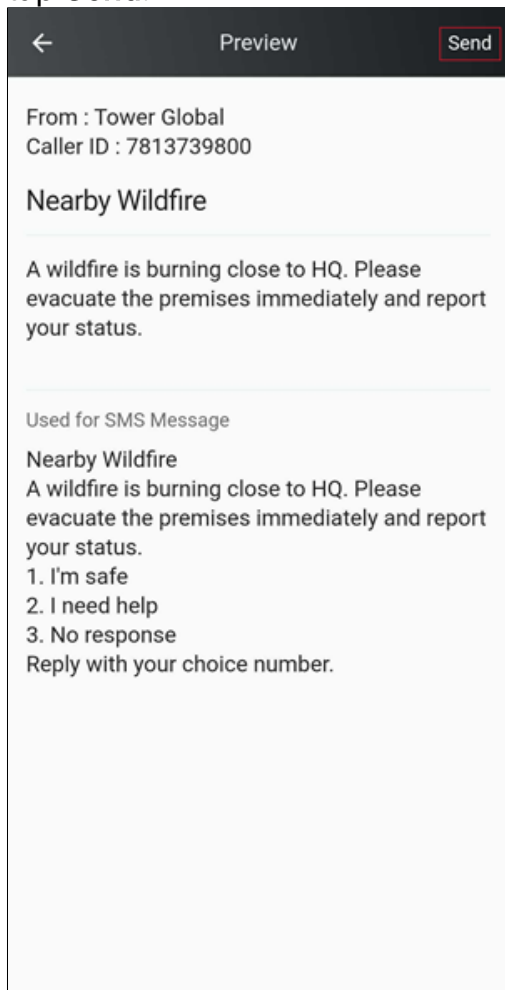 Preview
Send
From : Tower Global
Caller ID : 7813739800
Nearby Wildfire
A wildfire is burning close to HQ. Please
evacuate the premises immediately and report
your status.
Used for SMS Message
Nearby Wildfire
A wildfire is burning close to HQ. Please
evacuate the premises immediately and report
your status.
1. I'm safe
2. I need help
3. No response
Reply with your choice number.